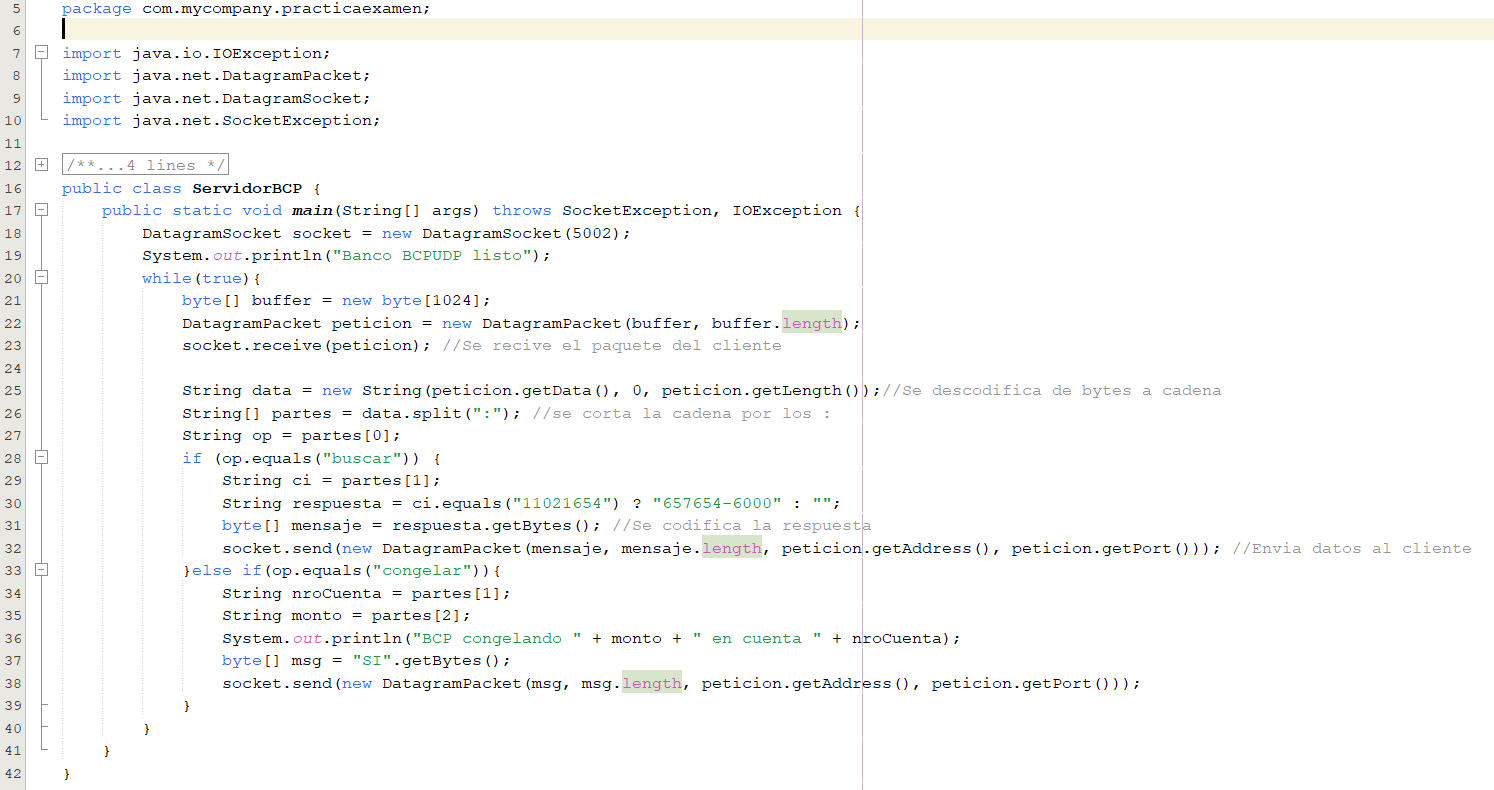 5 package com.mycompany.practicaexamen;
6
7 import java.io.IOException;
8 import java.net.DatagramPacket;
9 import java.net.DatagramSocket;
10 import java.net.SocketException;
11
12 /**...4 lines */
16 public class ServidorBCP {
17 public static void main(String[] args) throws SocketException, IOException {
18 DatagramSocket socket = new DatagramSocket(5002);
19 System.out.println("Banco BCPUDP listo");
20 while(true){
21 byte[] buffer = new byte[1024];
22 DatagramPacket peticion = new DatagramPacket(buffer, buffer.length);
23 socket.receive(peticion); //Se recive el paquete del cliente
24
25 String data = new String(peticion.getData(), 0, peticion.getLength());//Se descodifica de bytes a cadena
26 String[] partes = data.split(":"); //se corta la cadena por los :
27 String op = partes[0];
28 if (op.equals("buscar")) {
29 String ci = partes[1];
30 String respuesta = ci.equals("11021654") ? "657654-6000" : "";
31 byte[] mensaje = respuesta.getBytes(); //Se codifica la respuesta
32 socket.send(new DatagramPacket(mensaje, mensaje.length, peticion.getAddress(), peticion.getPort())); //Envia datos al cliente
33 }else if(op.equals("congelar")){
34 String nroCuenta = partes[1];
35 String monto = partes[2];
36 System.out.println("BCP congelando " + monto + " en cuenta " + nroCuenta);
37 byte[] msg = "SI".getBytes();
38 socket.send(new DatagramPacket(msg, msg.length, peticion.getAddress(), peticion.getPort()));
39 }
40 }
41 }
42 }